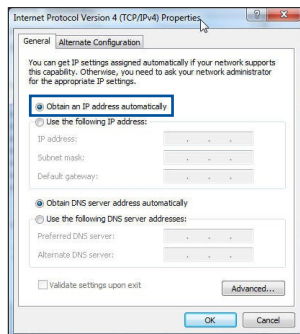 Internet Protocol Version 4 (TCP/IPv4) Properties
General
Alternate Configuration
You can get IP settings assigned automatically if your network supports
this capability. Otherwise, you need to ask your network administrator
for the appropriate IP settings.
Obtain an IP address automatically
Use the following IP address:
IP address:
Subnet mask:
Default gateway:
Obtain DNS server address automatically
Use the following DNS server addresses:
Preferred DNS server:
Alternate DNS server:
Validate settings upon exit
Advanced...
OK
Cancel